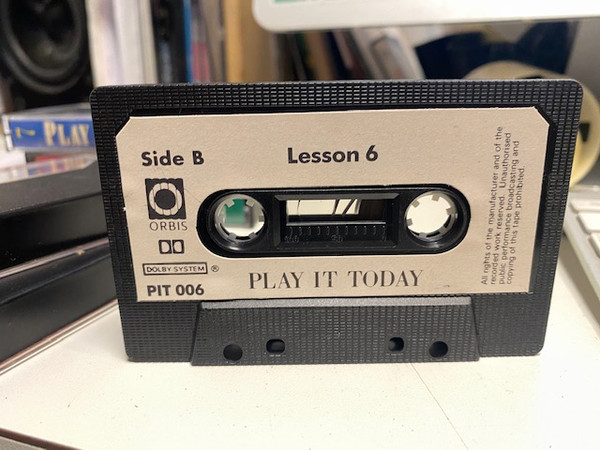 7 PLAY
Side B
Lesson 6
ORBIS
DOLBY SYSTEM ®
PIT 006
PLAY IT TODAY
All rights of the manufacturer and of the
recorded work reserved. Unauthorised
public performance broadcasting and
copying of this tape prohibited.